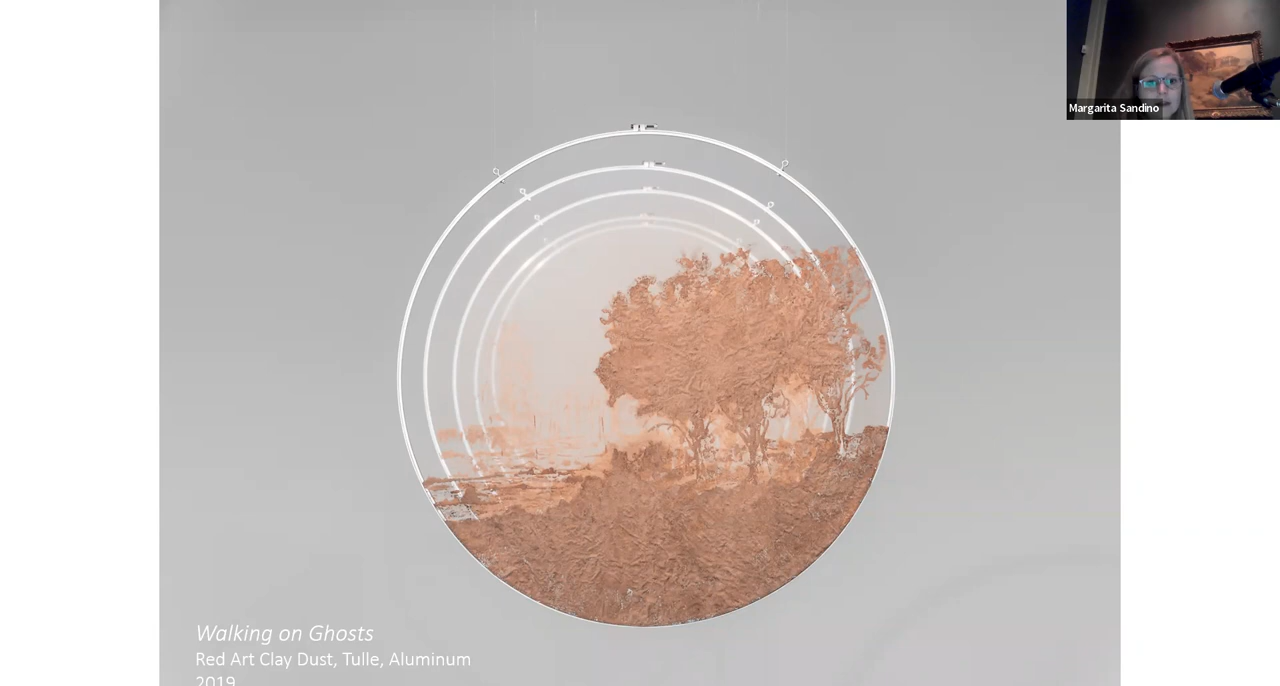 Margarita Sandino
Walking on Ghosts
Red Art Clay Dust, Tulle, Aluminum
2019